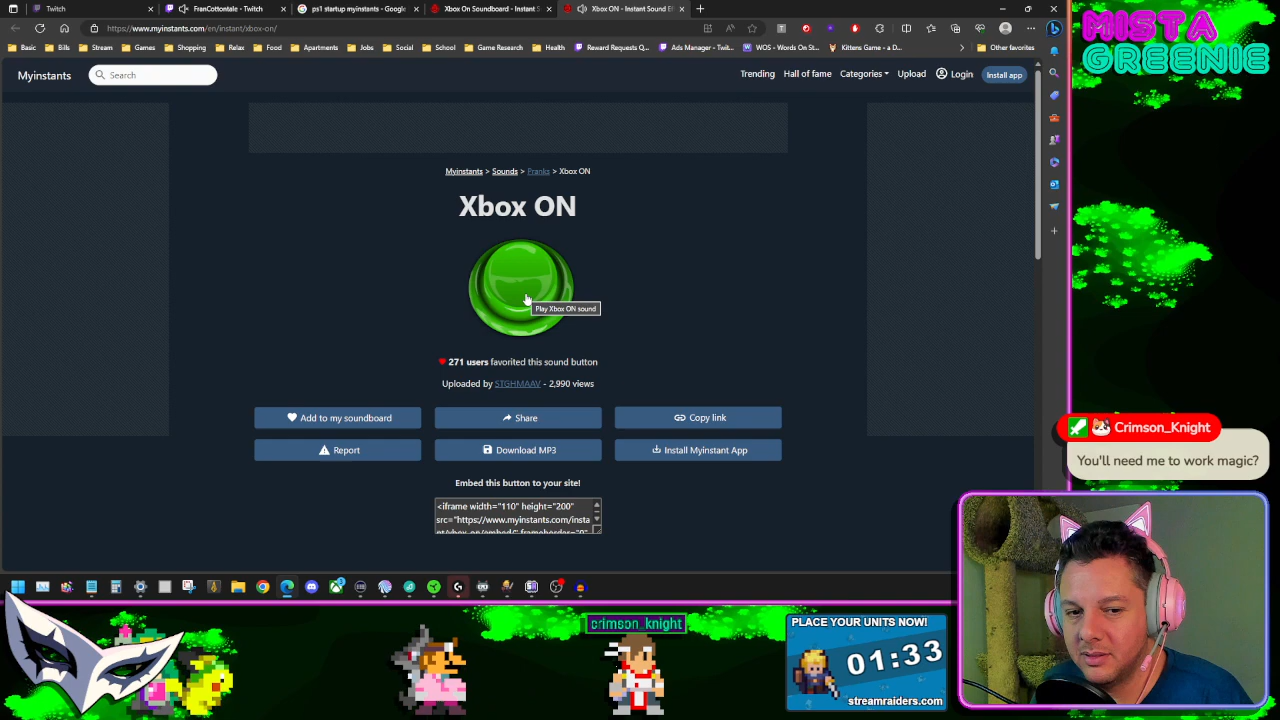 Twitch
FranCottontale - Twitch
ps1 startup myinstants - Google
Xbox On Soundboard - Instant S
Xbox ON - Instant Sound Ef
https://www.myinstants.com/en/instant/xbox-on/
Basic
Bills
Stream
Games
Shopping
Relax
Food
Apartments
Jobs
Social
School
Game Research
Health
Reward Requests Q...
Ads Manager - Twit...
WOS - Words On St...
Kittens Game - a D...
Other favorites
Myinstants
Search
Trending
Hall of fame
Categories
Upload
Login
Install app
Myinstants > Sounds > Pranks > Xbox ON
Xbox ON
Play Xbox ON sound
271 users favorited this sound button
Uploaded by STGHMAAV - 2,990 views
Add to my soundboard
Share
Copy link
Report
Download MP3
Install Myinstant App
Embed this button to your site!
<iframe width="110" height="200"
src="https://www.myinstants.com/insta
MISTA
GREENIE
Crimson_Knight
You'll need me to work magic?
crimson_knight
PLACE YOUR UNITS NOW!
01:33
streamraiders.com